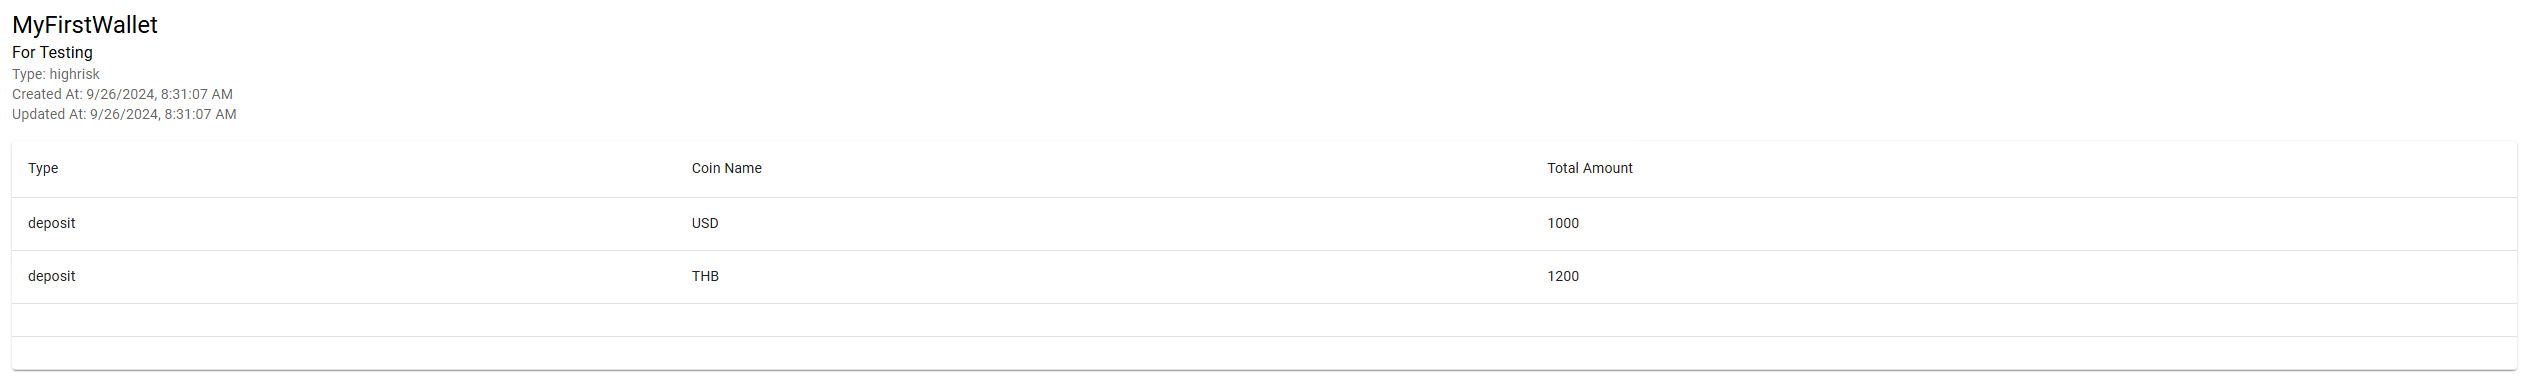 MyFirstWallet
For Testing
Type: highrisk
Created At: 9/26/2024, 8:31:07 AM
Updated At: 9/26/2024, 8:31:07 AM
Type Coin Name Total Amount
deposit USD 1000
deposit THB 1200